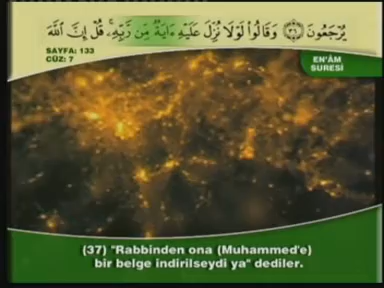 يُرْجَعُونَ ﴿٣٦﴾ وَقَالُوا۟ لَوْلَا نُزِّلَ عَلَيْهِ ءَايَةٌ مِّن رَّبِّهِۦ ۚ قُلْ إِنَّ ٱللَّهَ
SAYFA: 133
CÜZ: 7
EN'ÂM
SURESİ
(37) "Rabbinden ona (Muhammed'e)
bir belge indirilseydi ya" dediler.